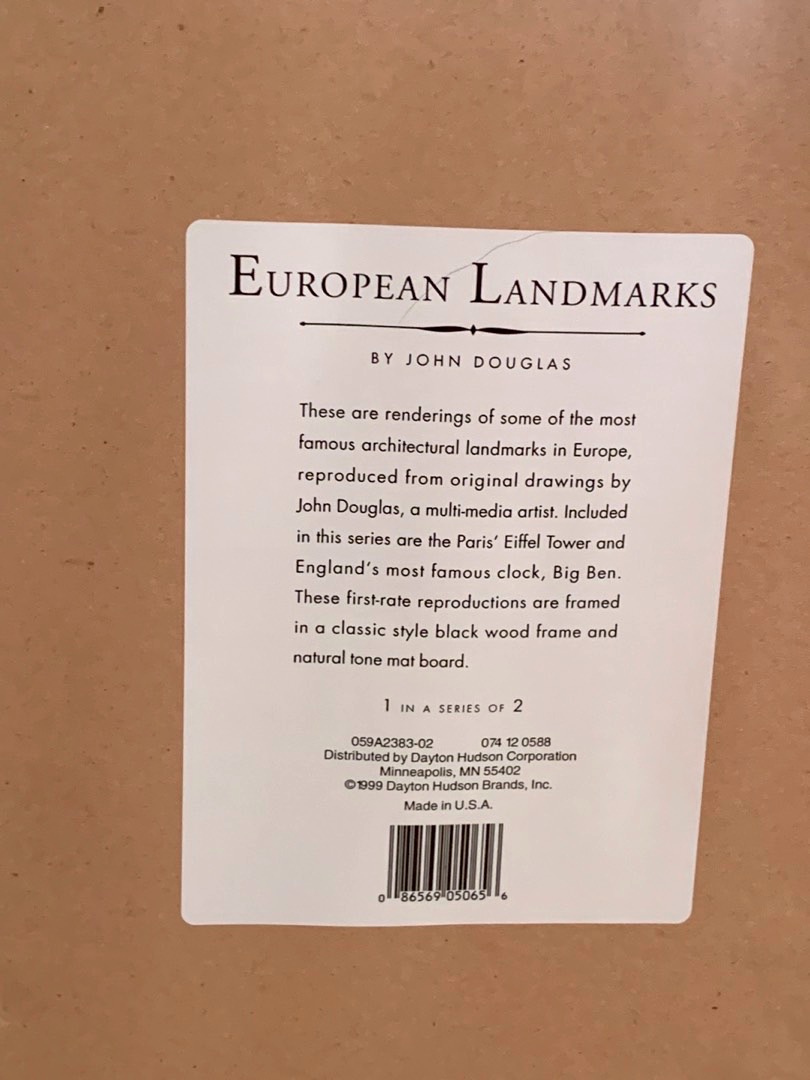 EUROPEAN LANDMARKS
BY JOHN DOUGLAS
These are renderings of some of the most
famous architectural landmarks in Europe,
reproduced from original drawings by
John Douglas, a multi-media artist. Included
in this series are the Paris' Eiffel Tower and
England's most famous clock, Big Ben.
These first-rate reproductions are framed
in a classic style black wood frame and
natural tone mat board.
1 IN A SERIES OF 2
059A2383-02 074 12 0588
Distributed by Dayton Hudson Corporation
Minneapolis, MN 55402
©1999 Dayton Hudson Brands, Inc.
Made in U.S.A.
0 86569 05065 6